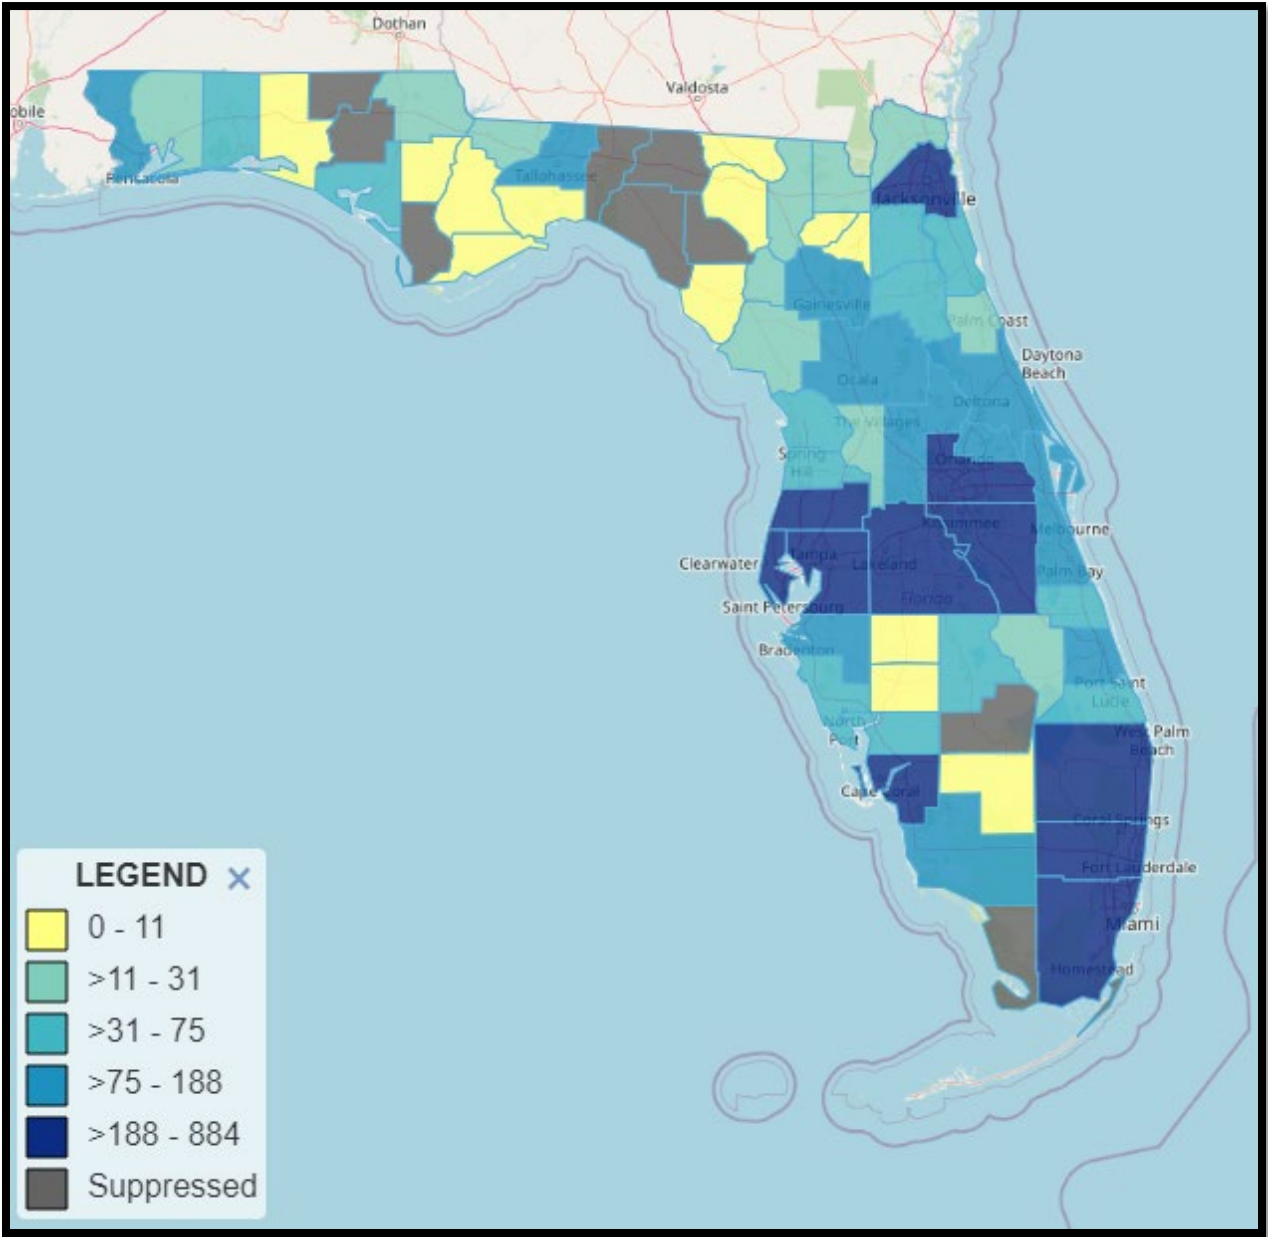 Dothan
Valdosta
obile
Pensacola
Tallahassee
Jacksonville
Gainesville
Palm Coast
Daytona
Beach
Ocala
Deltona
The Villages
Spring
Hill
Orlando
Kissimmee
Melbourne
Clearwater
Tampa
Lakeland
Palm Bay
Florida
Saint Petersburg
Bradenton
Port Saint
Lucie
North
Port
West Palm
Beach
Cape Coral
Coral Springs
Fort Lauderdale
Miami
Homestead
LEGEND ×
0 - 11
>11 - 31
>31 - 75
>75 - 188
>188 - 884
Suppressed